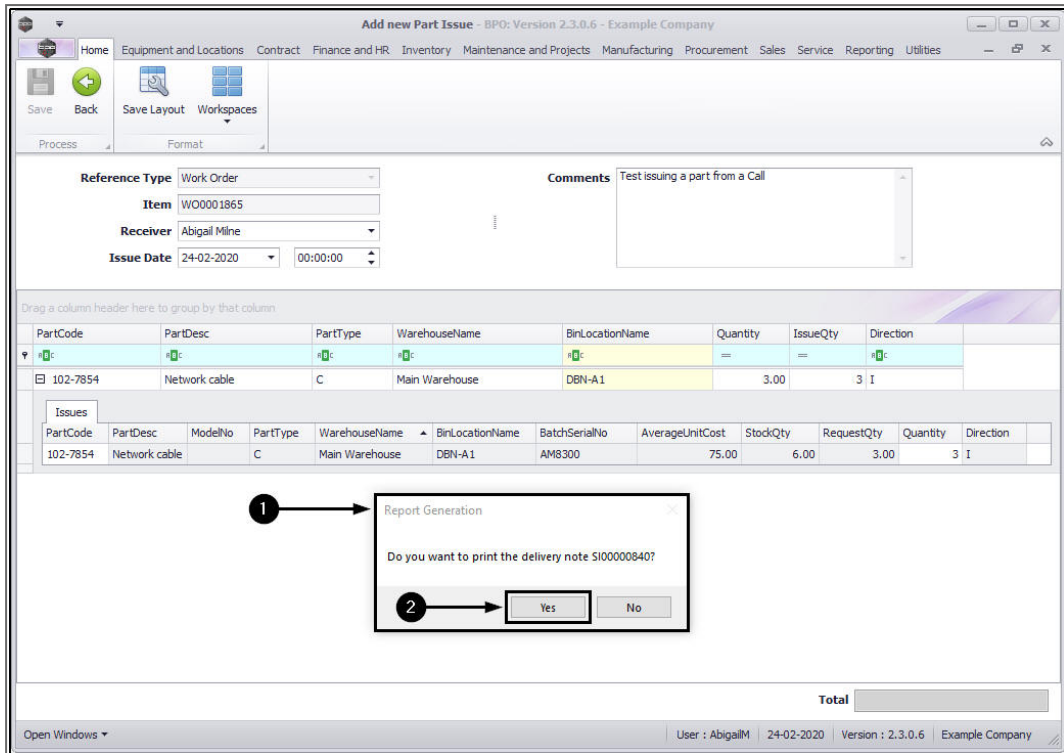 Add new Part Issue - BPO: Version 2.3.0.6 - Example Company
Home Equipment and Locations Contract Finance and HR Inventory Maintenance and Projects Manufacturing Procurement Sales Service Reporting Utilities
Save Back Save Layout Workspaces
Process Format
Reference Type Work Order Comments Test issuing a part from a Call
Item WO0001865
Receiver Abigail Milne
Issue Date 24-02-2020 00:00:00
Drag a column header here to group by that column
PartCode PartDesc PartType WarehouseName BinLocationName Quantity IssueQty Direction
102-7854 Network cable C Main Warehouse DBN-A1 3.00 3 I
Issues
PartCode PartDesc ModelNo PartType WarehouseName BinLocationName BatchSerialNo AverageUnitCost StockQty RequestQty Quantity Direction
102-7854 Network cable C Main Warehouse DBN-A1 AM8300 75.00 6.00 3.00 3 I
1 Report Generation
Do you want to print the delivery note SI00000840?
2 Yes No
Total
Open Windows User : AbigailM 24-02-2020 Version : 2.3.0.6 Example Company